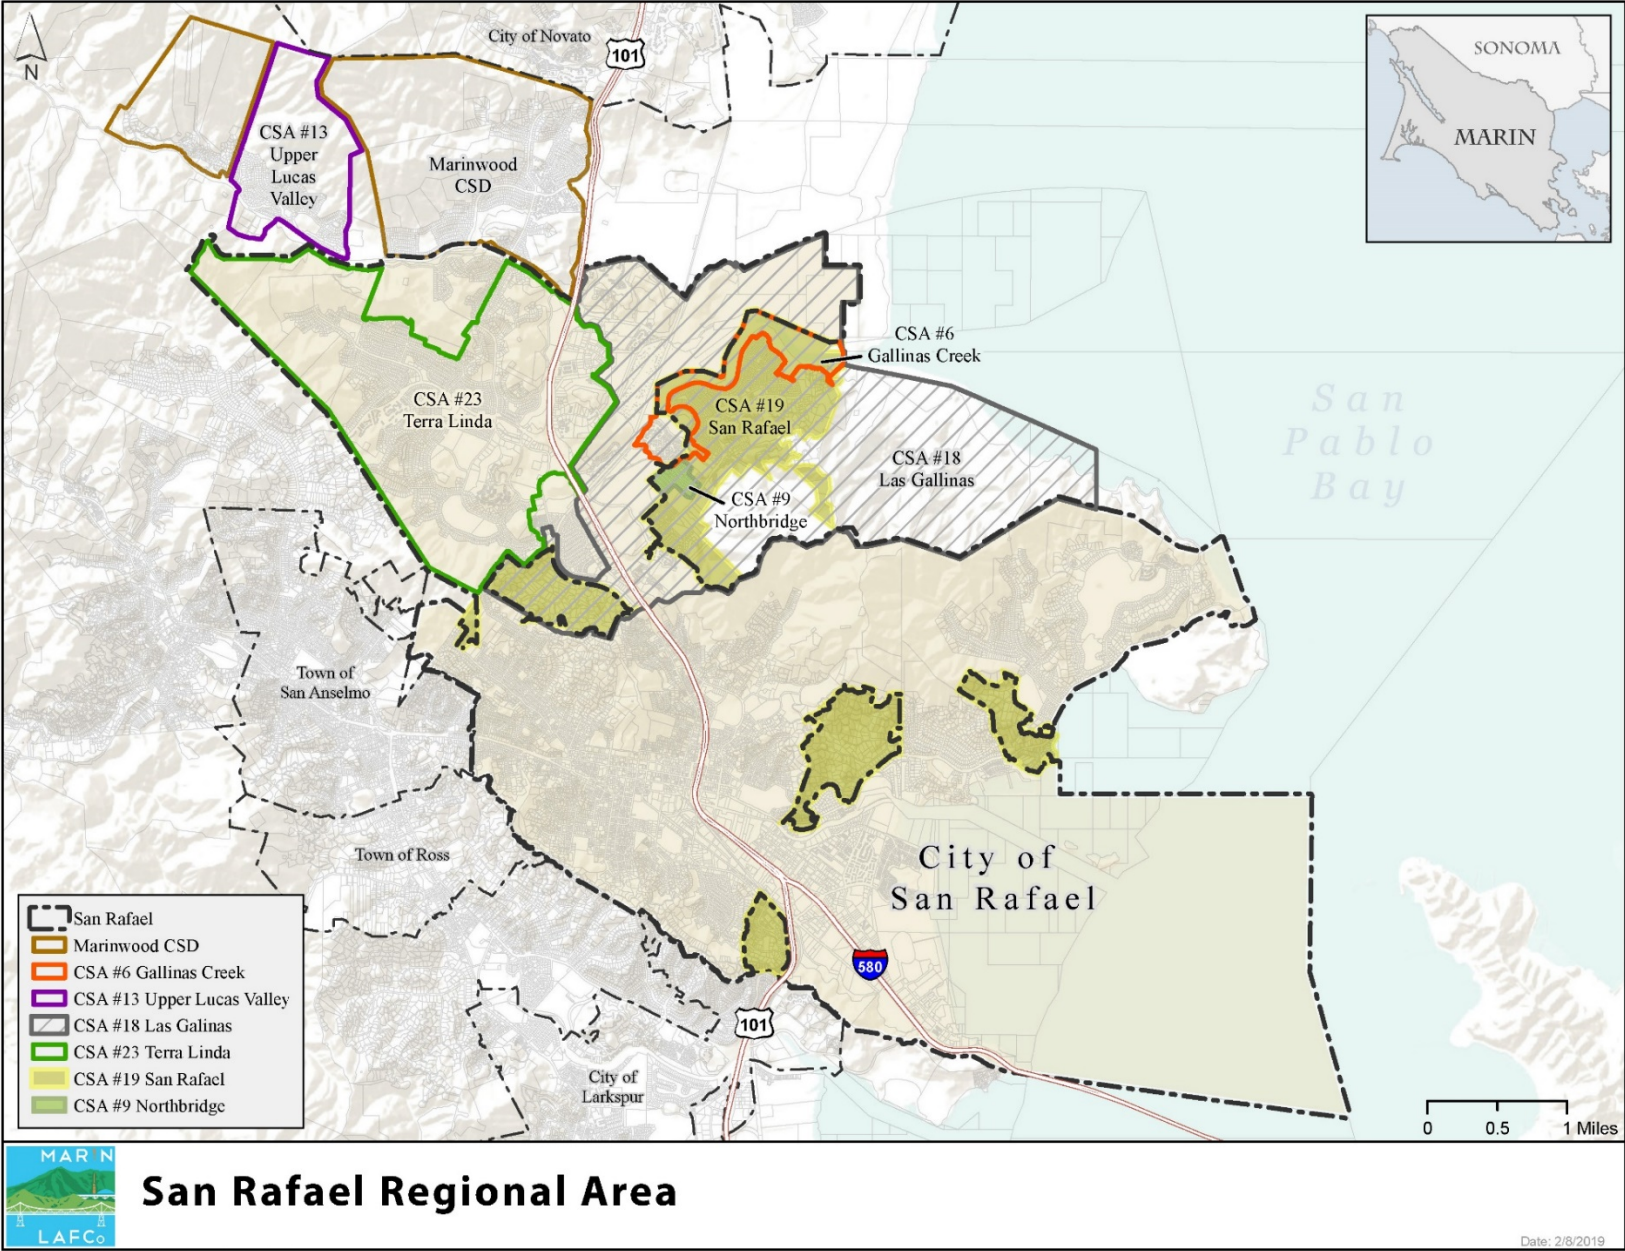 City of Novato
101
N
SONOMA
MARIN
CSA #13
Upper
Lucas
Valley
Marinwood
CSD
CSA #6
Gallinas Creek
CSA #23
Terra Linda
CSA #19
San Rafael
San
Pablo
Bay
CSA #18
Las Gallinas
CSA #9
Northbridge
Town of
San Anselmo
Town of Ross
City of
San Rafael
580
101
City of
Larkspur
San Rafael
Marinwood CSD
CSA #6 Gallinas Creek
CSA #13 Upper Lucas Valley
CSA #18 Las Galinas
CSA #23 Terra Linda
CSA #19 San Rafael
CSA #9 Northbridge
0 0.5 1 Miles
MARIN
LAFCo
San Rafael Regional Area
Date: 2/8/2019